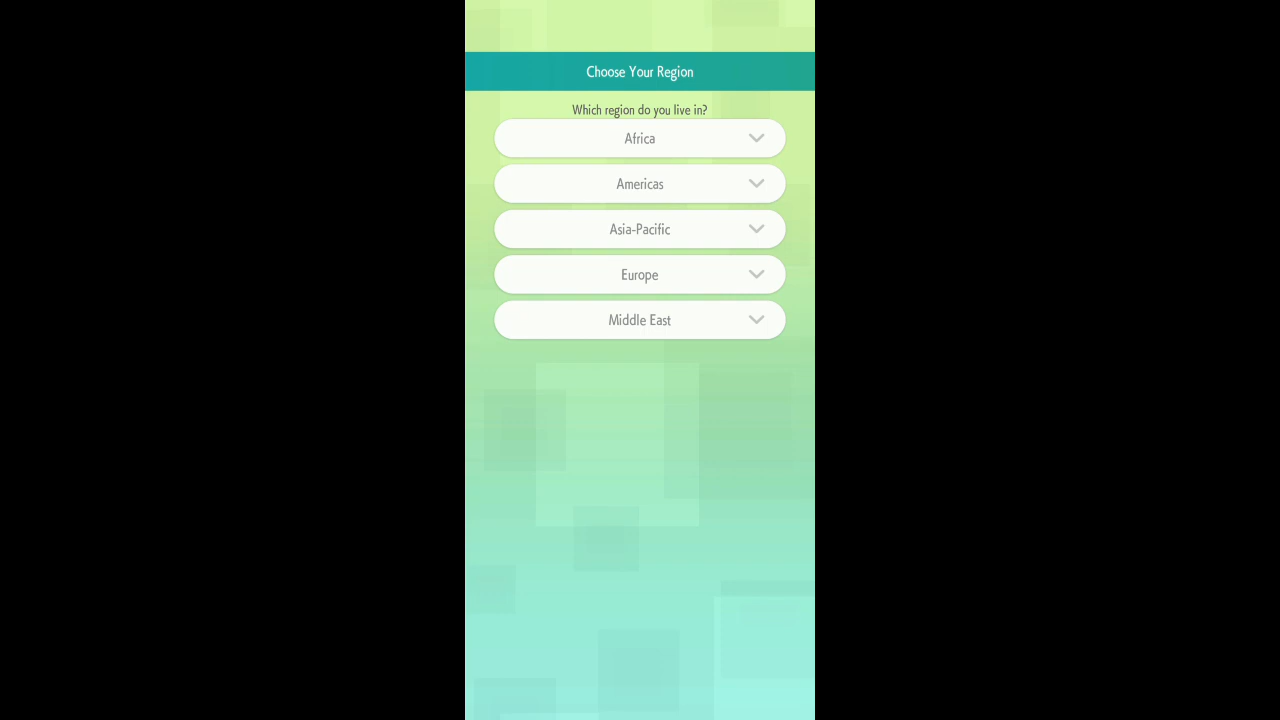 Choose Your Region
Which region do you live in?
Africa
Americas
Asia-Pacific
Europe
Middle East